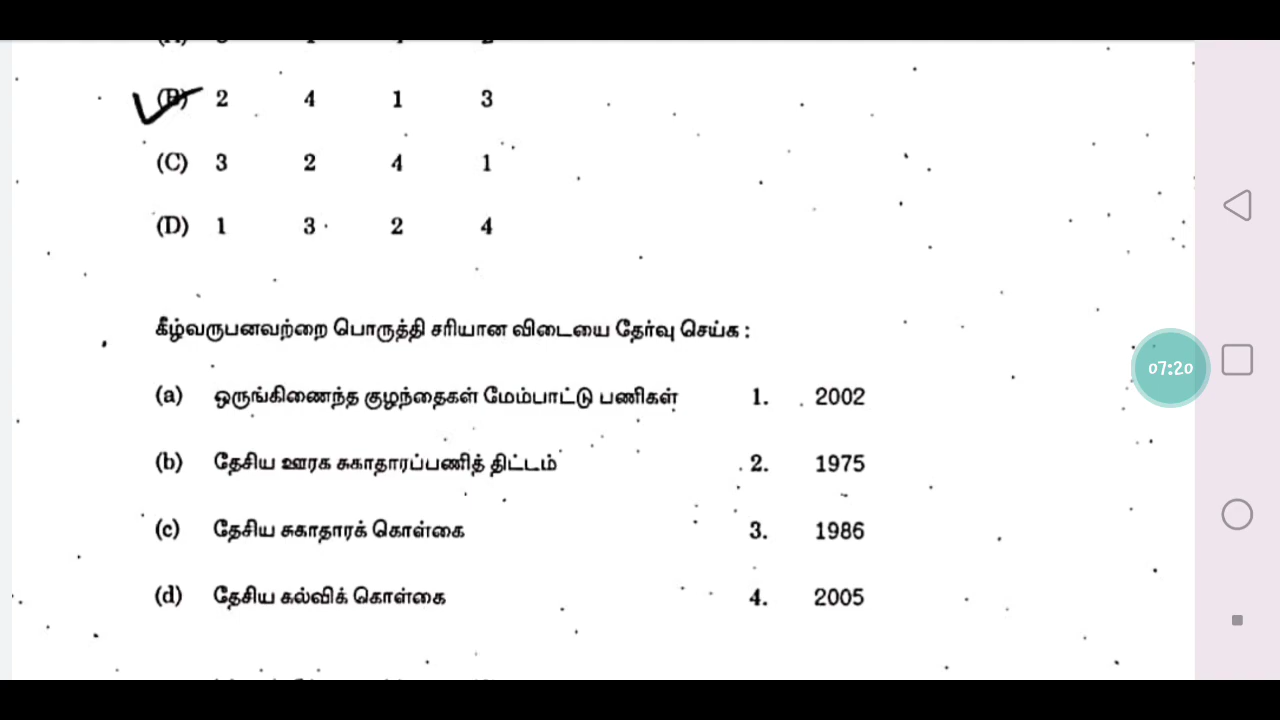 (B) 2 4 1 3
(C) 3 2 4 1
(D) 1 3 2 4
கீழ்வருபனவற்றை பொருத்தி சரியான விடையை தேர்வு செய்க :
(a) ஒருங்கிணைந்த குழந்தைகள் மேம்பாட்டு பணிகள் 1. 2002
(b) தேசிய ஊரக சுகாதாரப்பணித் திட்டம் 2. 1975
(c) தேசிய சுகாதாரக் கொள்கை 3. 1986
(d) தேசிய கல்விக் கொள்கை 4. 2005
07:20